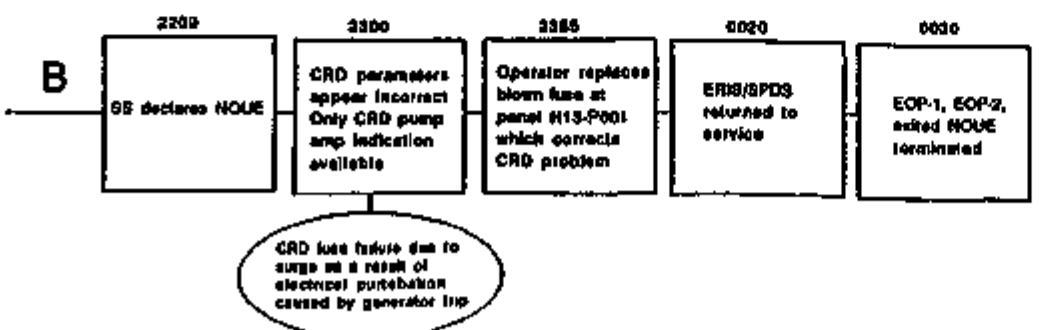 2209
2300
2355
0020
0030
B
SS declares NOUE
CRD parameters
appear incorrect
Only CRD pump
amp indication
available
Operator replaces
blown fuse at
panel H13-P601
which corrects
CRD problem
ERIS/SPDS
returned to
service
EOP-1, EOP-2,
exited NOUE
terminated
CRD fuse failure due to
surge as a result of
electrical purtebation
caused by generator trip